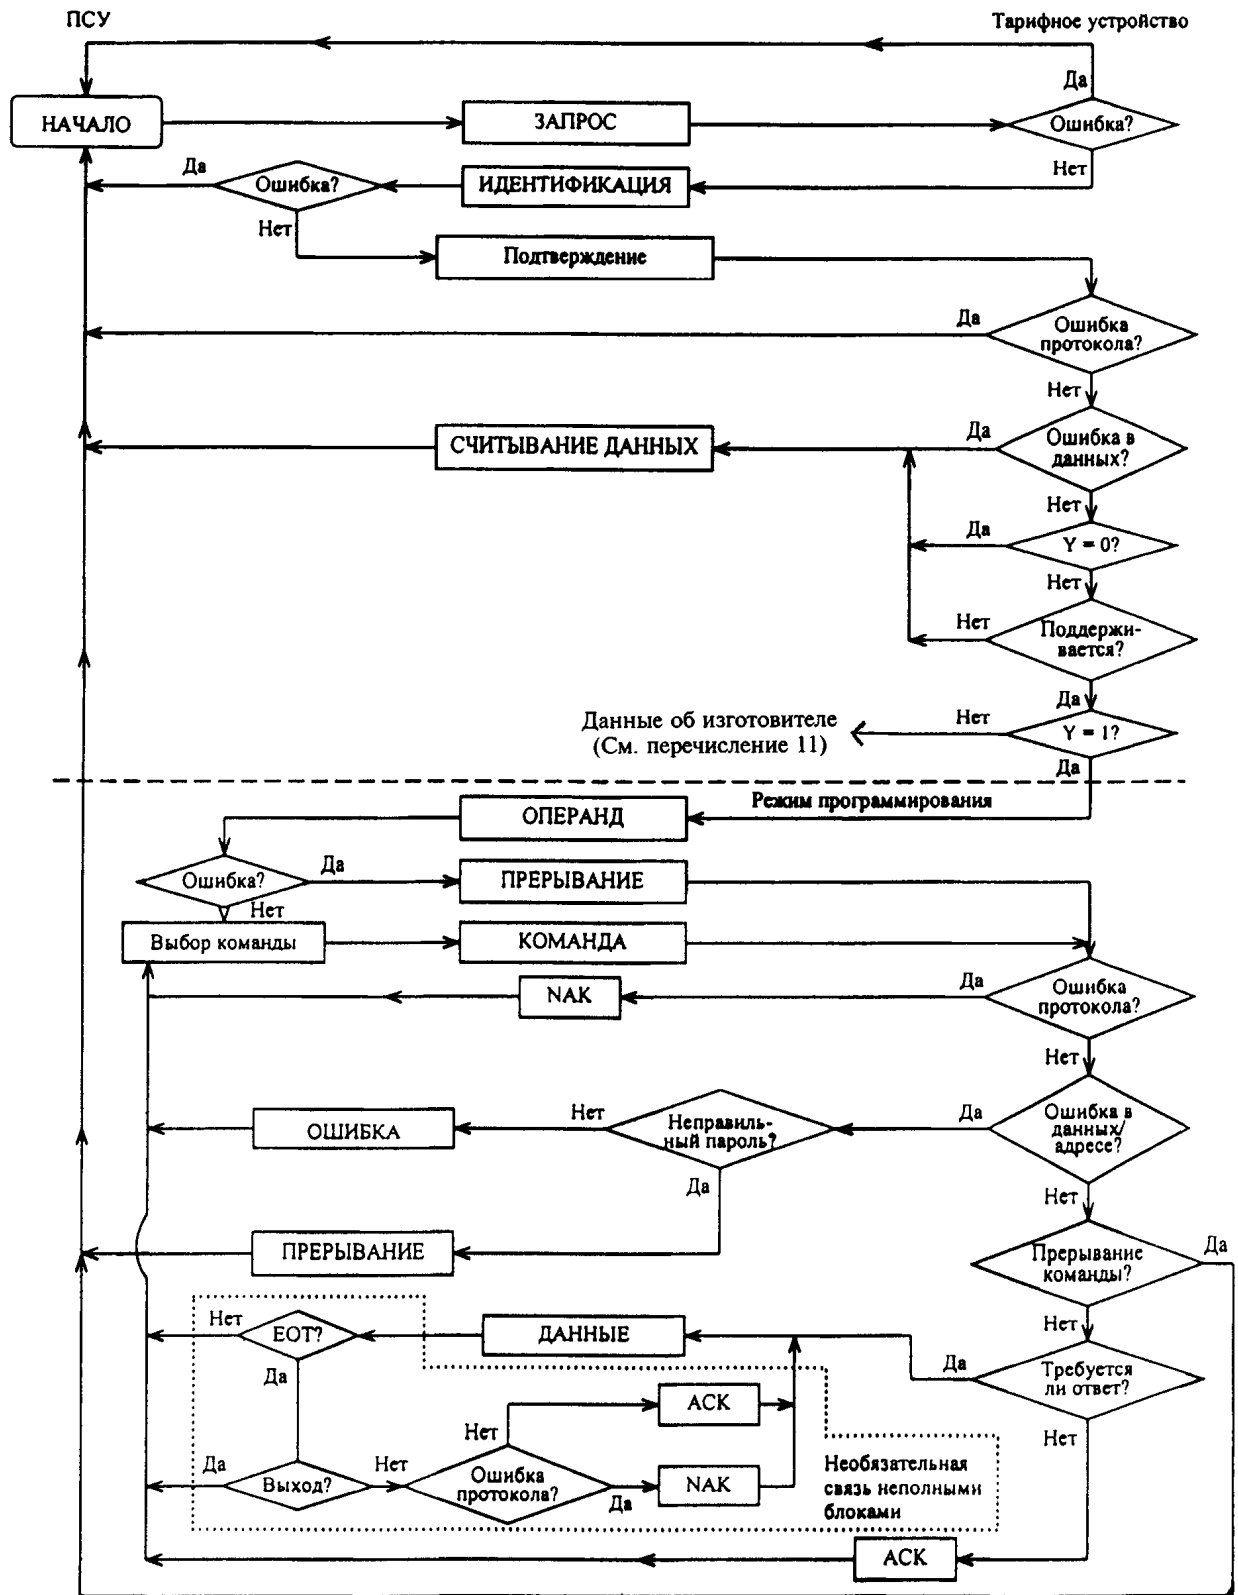 ПСУ
Тарифное устройство
Да
НАЧАЛО
ЗАПРОС
Ошибка?
Да
Нет
Ошибка?
ИДЕНТИФИКАЦИЯ
Нет
Подтверждение
Да
Ошибка
протокола?
Нет
СЧИТЫВАНИЕ ДАННЫХ
Да
Ошибка в
данных?
Нет
Да
Y = 0?
Нет
Нет
Поддержи-
вается?
Да
Данные об изготовителе
(См. перечисление 11)
Нет
Y = 1?
Да
Режим программирования
ОПЕРАНД
Ошибка?
Да
ПРЕРЫВАНИЕ
Нет
Выбор команды
КОМАНДА
NAK
Да
Ошибка
протокола?
Нет
ОШИБКА
Нет
Неправиль-
ный пароль?
Да
Ошибка в
данных/
адресе?
Да
Нет
ПРЕРЫВАНИЕ
Прерывание
команды?
Да
Нет
Нет
EOT?
ДАННЫЕ
Да
Да
Требуется
ли ответ?
ACK
Нет
Нет
Да
Выход?
Нет
Ошибка
протокола?
Да
NAK
Необязательная
связь неполными
блоками
ACK